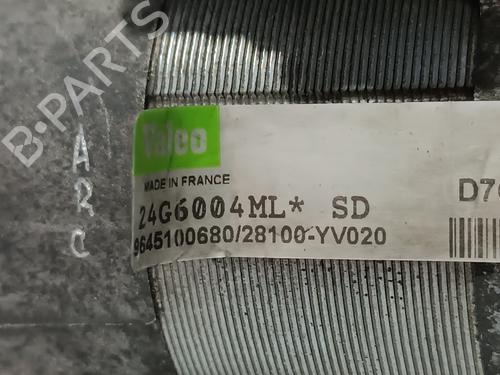 B-PARTS
ARC
Valeo
MADE IN FRANCE
24G6004ML* SD
9645100680/28100-YV020